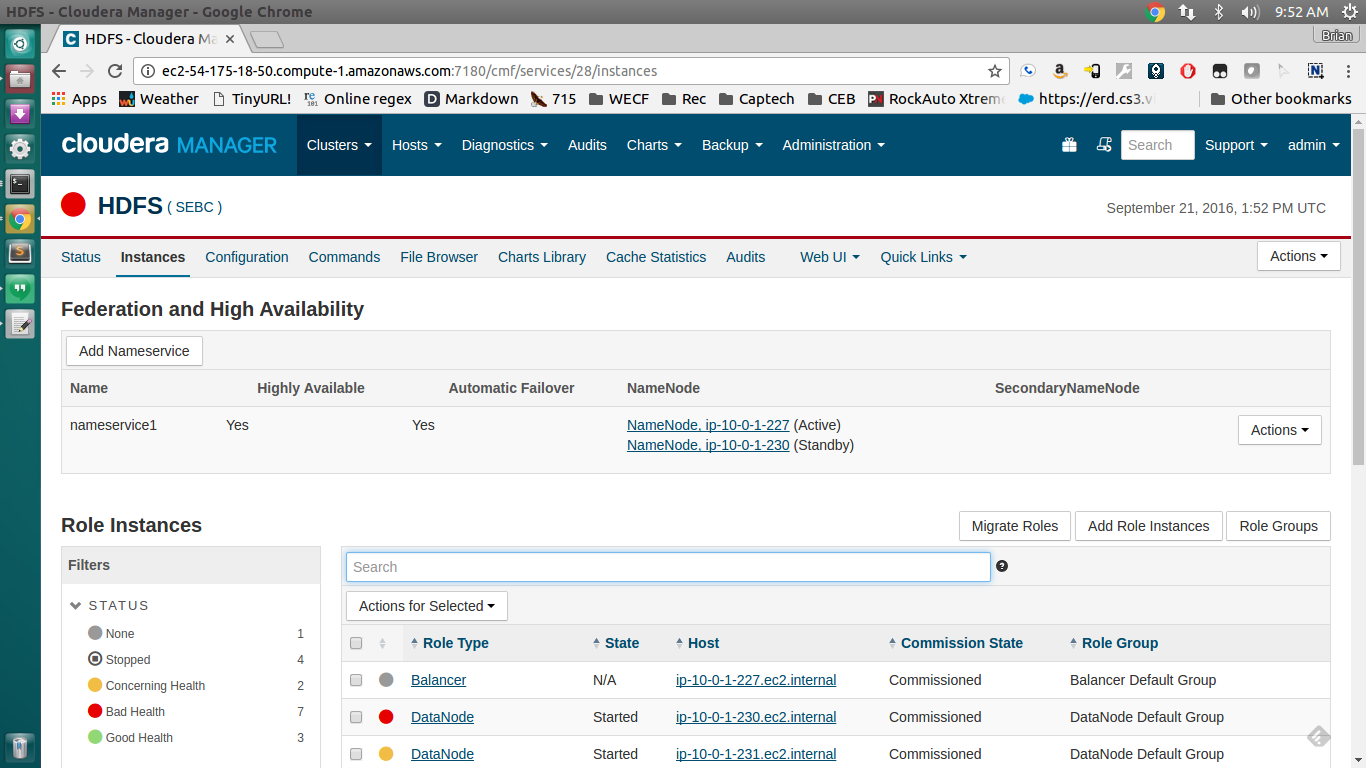 HDFS - Cloudera Manager - Google Chrome
9:52 AM
HDFS - Cloudera Ma
Brian
ec2-54-175-18-50.compute-1.amazonaws.com:7180/cmf/services/28/instances
Apps Weather TinyURL! Online regex Markdown 715 WECF Rec Captech CEB RockAuto Xtreme https://erd.cs3.v Other bookmarks
cloudera MANAGER Clusters Hosts Diagnostics Audits Charts Backup Administration Search Support admin
HDFS ( SEBC )
September 21, 2016, 1:52 PM UTC
Status Instances Configuration Commands File Browser Charts Library Cache Statistics Audits Web UI Quick Links Actions
Federation and High Availability
Add Nameservice
Name Highly Available Automatic Failover NameNode SecondaryNameNode
nameservice1 Yes Yes NameNode, ip-10-0-1-227 (Active) Actions
NameNode, ip-10-0-1-230 (Standby)
Role Instances Migrate Roles Add Role Instances Role Groups
Filters
Search ?
STATUS
Actions for Selected
None 1
Stopped 4
Concerning Health 2
Bad Health 7
Good Health 3
Role Type State Host Commission State Role Group
Balancer N/A ip-10-0-1-227.ec2.internal Commissioned Balancer Default Group
DataNode Started ip-10-0-1-230.ec2.internal Commissioned DataNode Default Group
DataNode Started ip-10-0-1-231.ec2.internal Commissioned DataNode Default Group